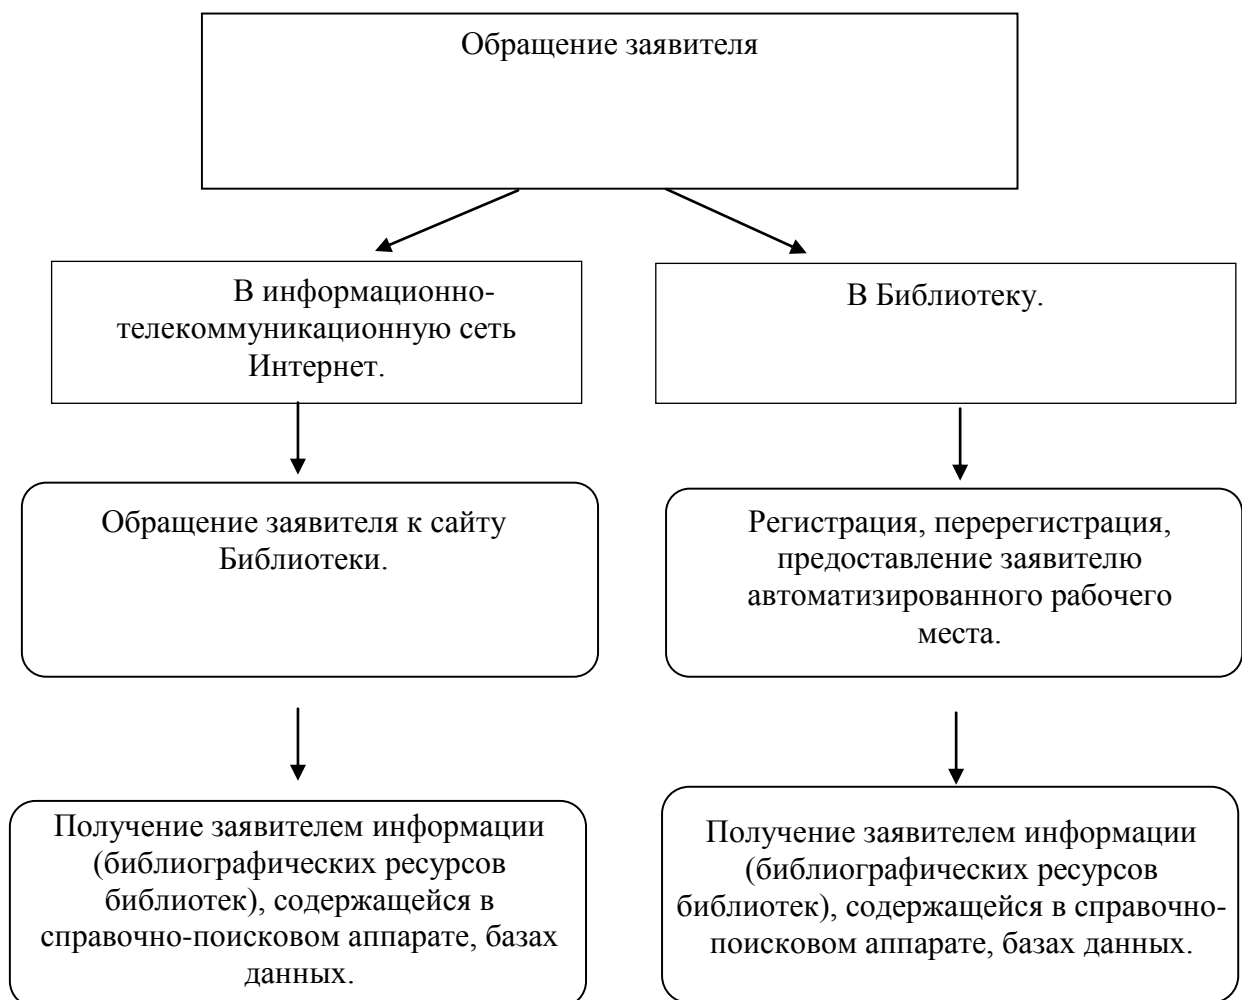 Обращение заявителя
В информационно-
телекоммуникационную сеть
Интернет.
В Библиотеку.
Обращение заявителя к сайту
Библиотеки.
Регистрация, перерегистрация,
предоставление заявителю
автоматизированного рабочего
места.
Получение заявителем информации
(библиографических ресурсов
библиотек), содержащейся в
справочно-поисковом аппарате, базах
данных.
Получение заявителем информации
(библиографических ресурсов
библиотек), содержащейся в справочно-
поисковом аппарате, базах данных.